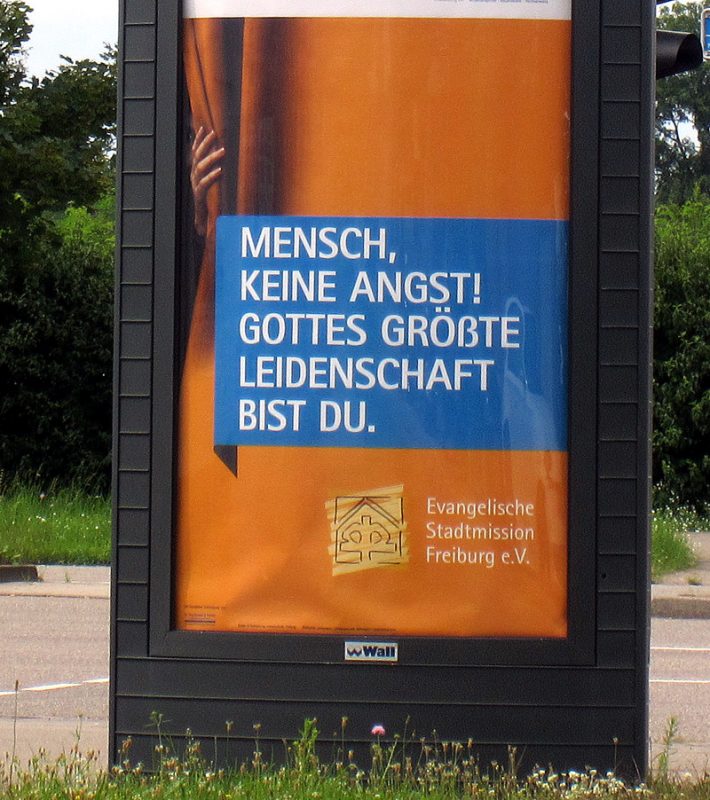 MENSCH,
KEINE ANGST!
GOTTES GRÖßTE
LEIDENSCHAFT
BIST DU.
Evangelische
Stadtmission
Freiburg e.V.
Wall